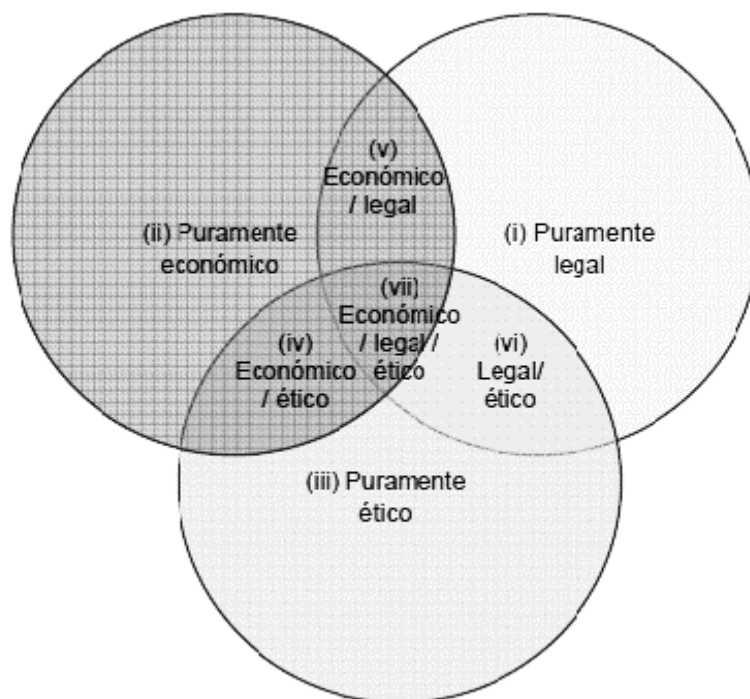 (v)
Económico
/ legal
(ii) Puramente
económico
(i) Puramente
legal
(vii)
Económico
/ legal /
ético
(iv)
Económico
/ ético
(vi)
Legal/
ético
(iii) Puramente
ético